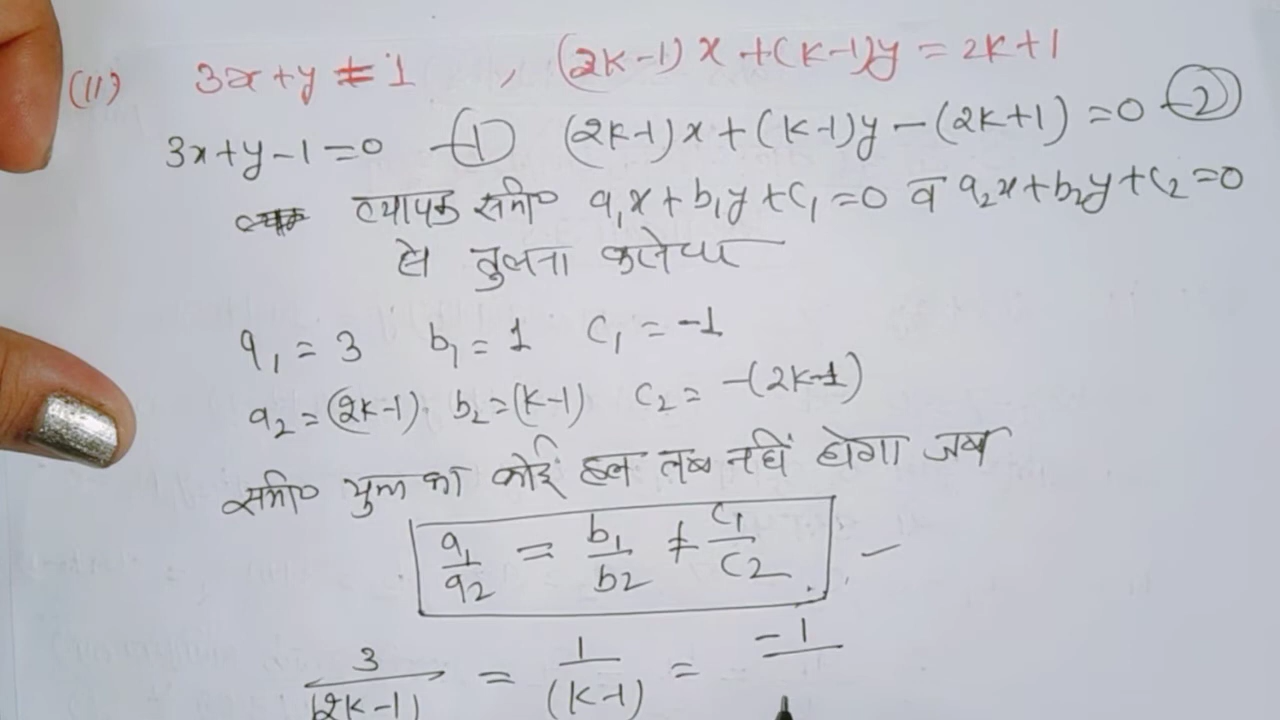 (11) 3x+y = 1 , (2k-1)x+(k-1)y = 2k+1
3x+y-1=0 -① (2k-1)x+(k-1)y-(2k+1)=0 -②
व्यापक समी० a₁x+b₁y+c₁=0 व a₂x+b₂y+c₂=0
से तुलना करने पर
a₁ = 3 b₁ = 1 c₁ = -1
a₂ = (2k-1) b₂ = (k-1) c₂ = -(2k-1)
समी० युग्म का कोई हल तब नहीं होगा जब
a₁/a₂ = b₁/b₂ ≠ c₁/c₂
3/(2k-1) = 1/(k-1) = -1/